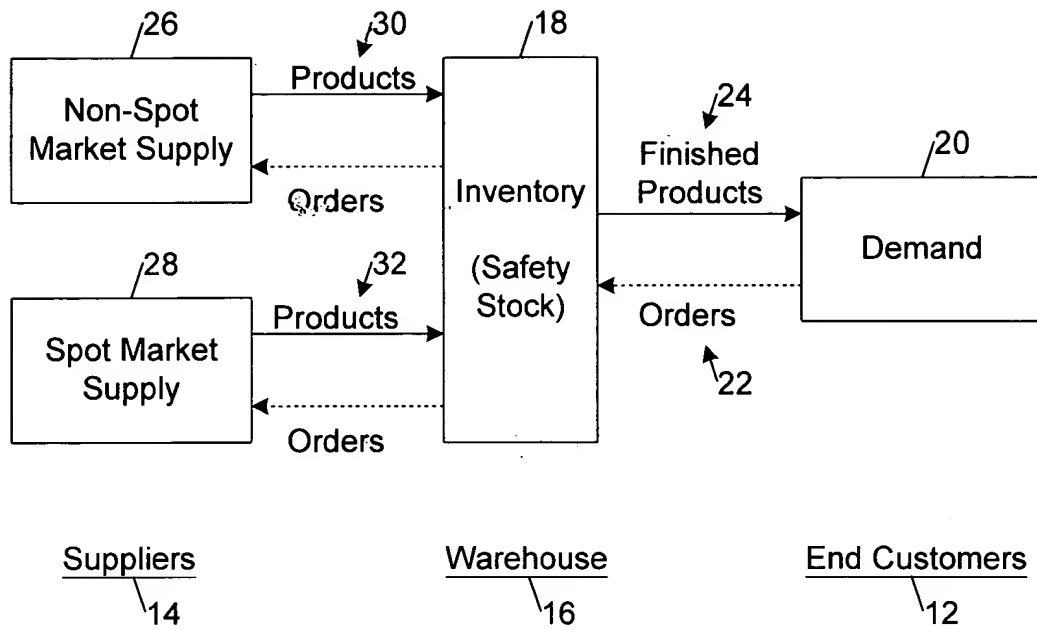 26
30
18
Products
Non-Spot
Market Supply
Orders
24
Finished
Products
20
Inventory
(Safety
Stock)
Demand
28
32
Products
Spot Market
Supply
Orders
Orders
22
Suppliers
14
Warehouse
16
End Customers
12